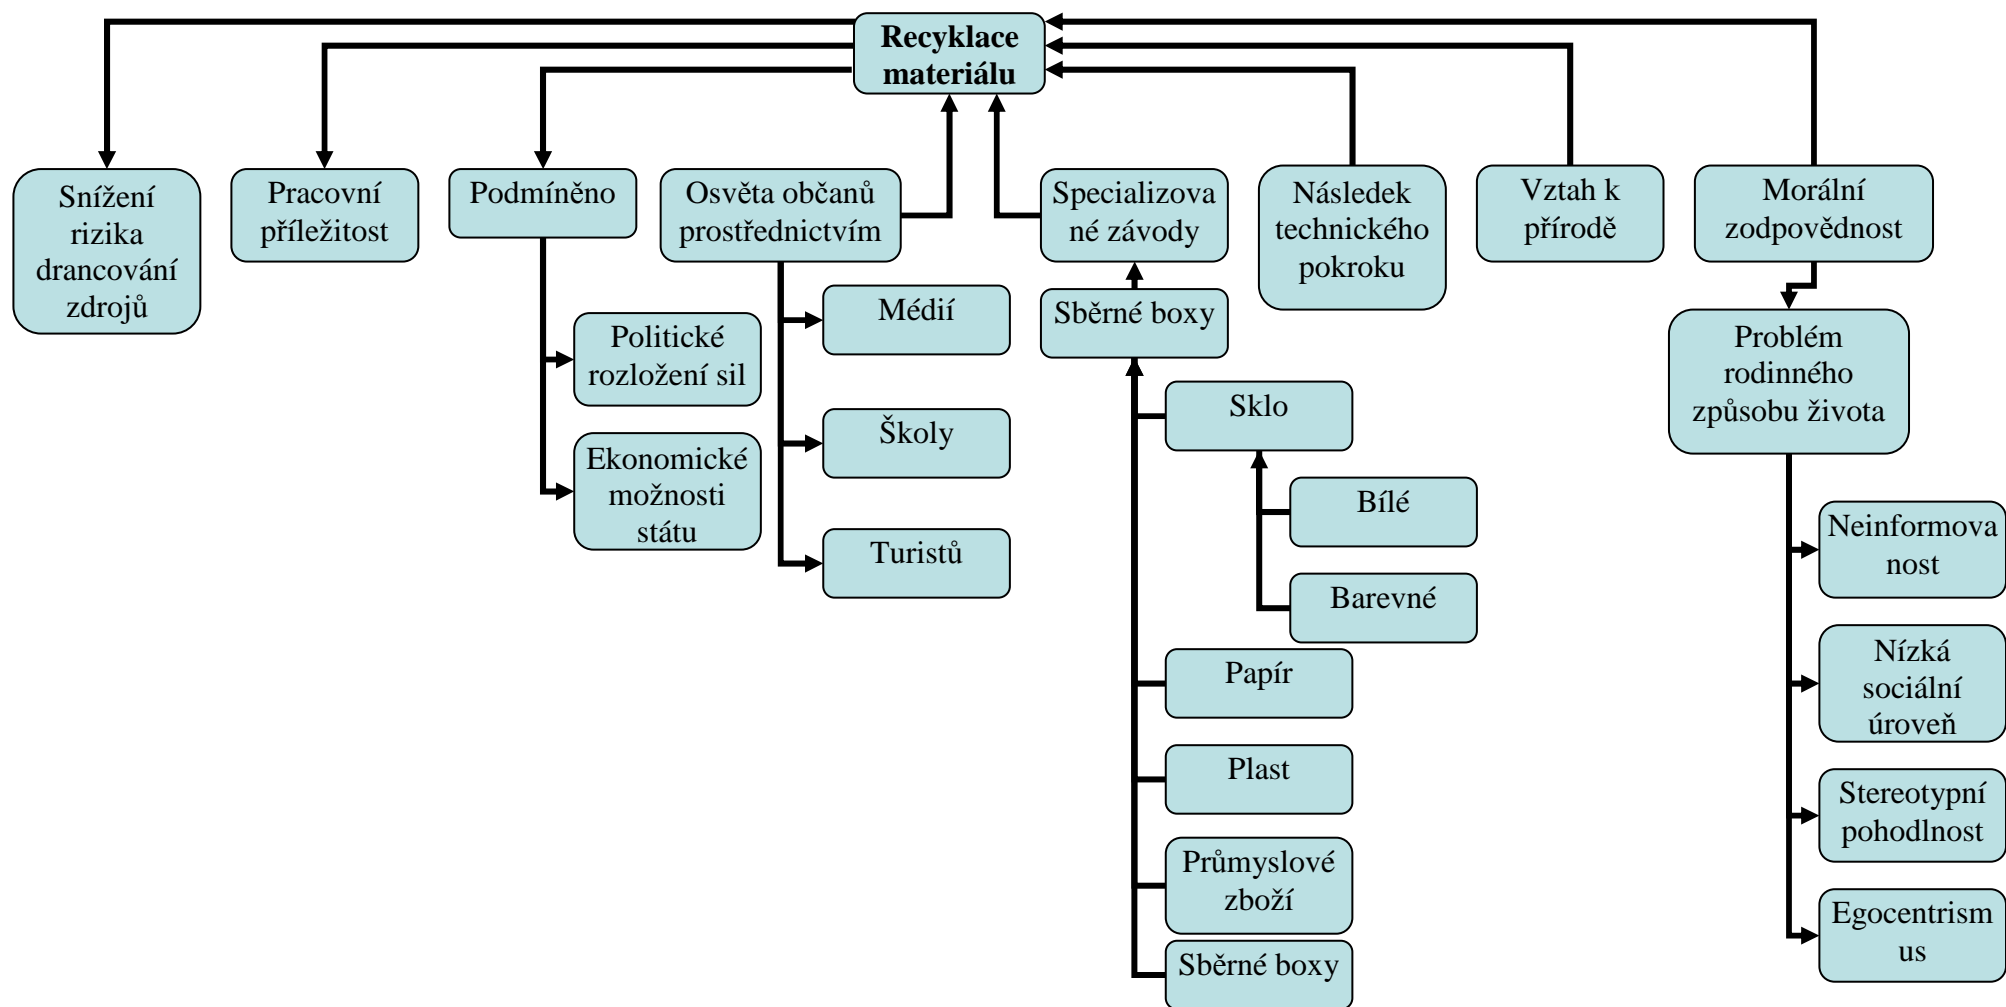 Recyklace
materiálu
Snížení
rizika
drancování
zdrojů
Pracovní
příležitost
Podmíněno
Osvěta občanů
prostřednictvím
Specializova
né závody
Následek
technického
pokroku
Vztah k
přírodě
Morální
zodpovědnost
Politické
rozložení sil
Ekonomické
možnosti
státu
Médií
Školy
Turistů
Sběrné boxy
Sklo
Bílé
Barevné
Papír
Plast
Průmyslové
zboží
Sběrné boxy
Problém
rodinného
způsobu života
Neinformova
nost
Nízká
sociální
úroveň
Stereotypní
pohodlnost
Egocentrism
us